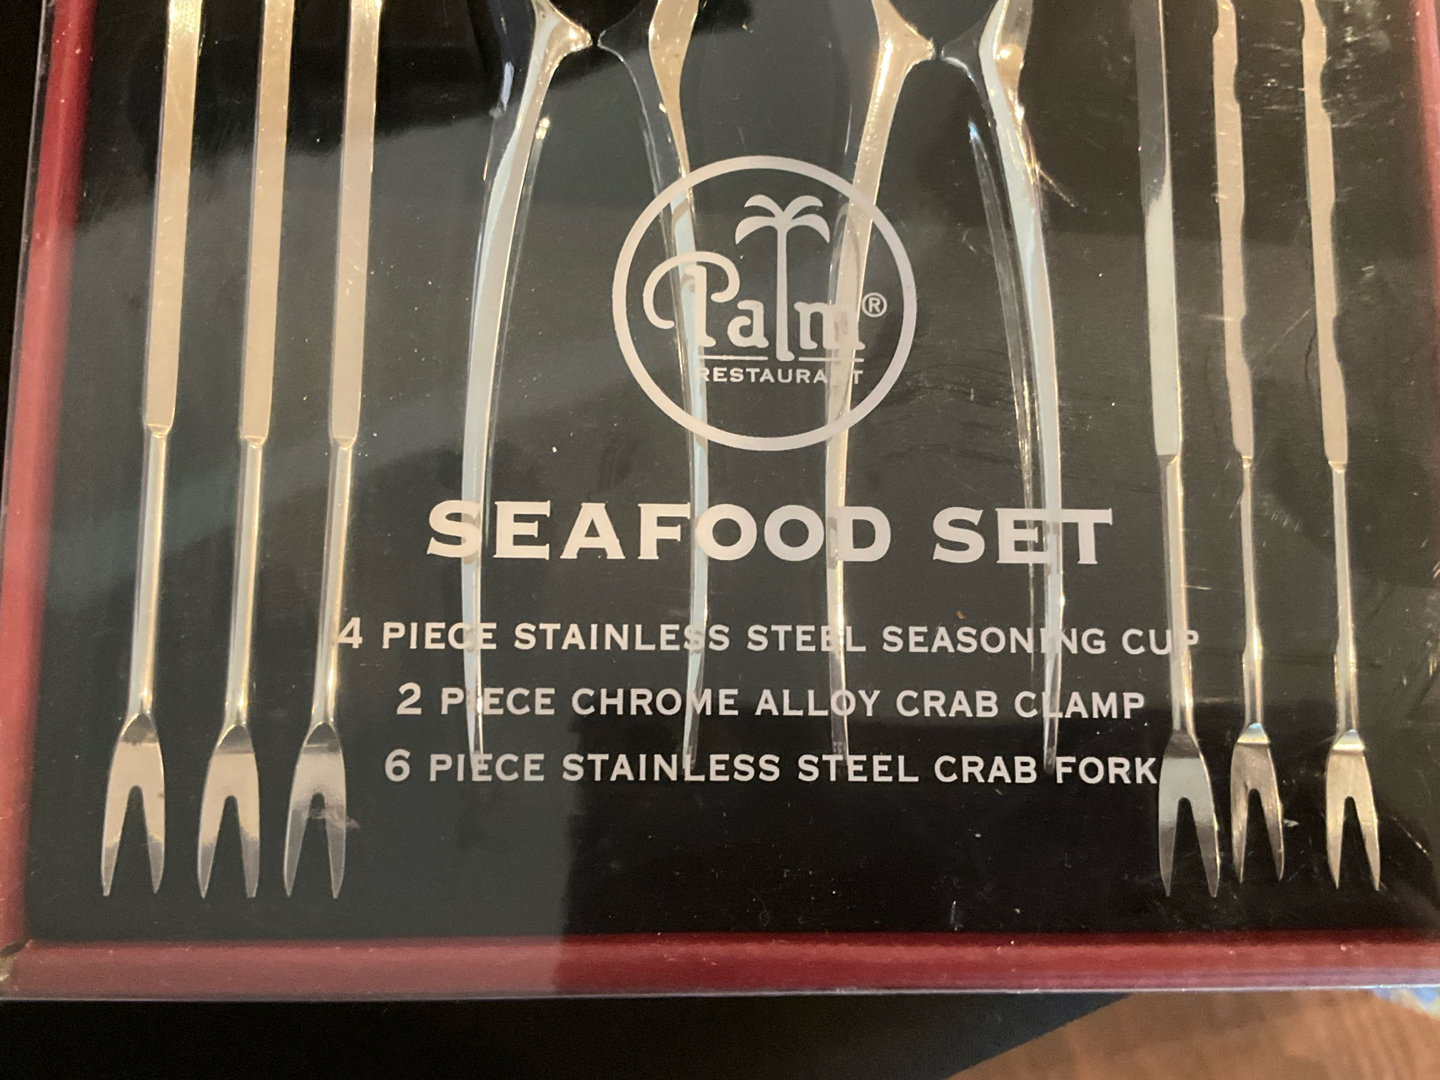 Palm®
RESTAURANT
SEAFOOD SET
4 PIECE STAINLESS STEEL SEASONING CUP
2 PIECE CHROME ALLOY CRAB CLAMP
6 PIECE STAINLESS STEEL CRAB FORK